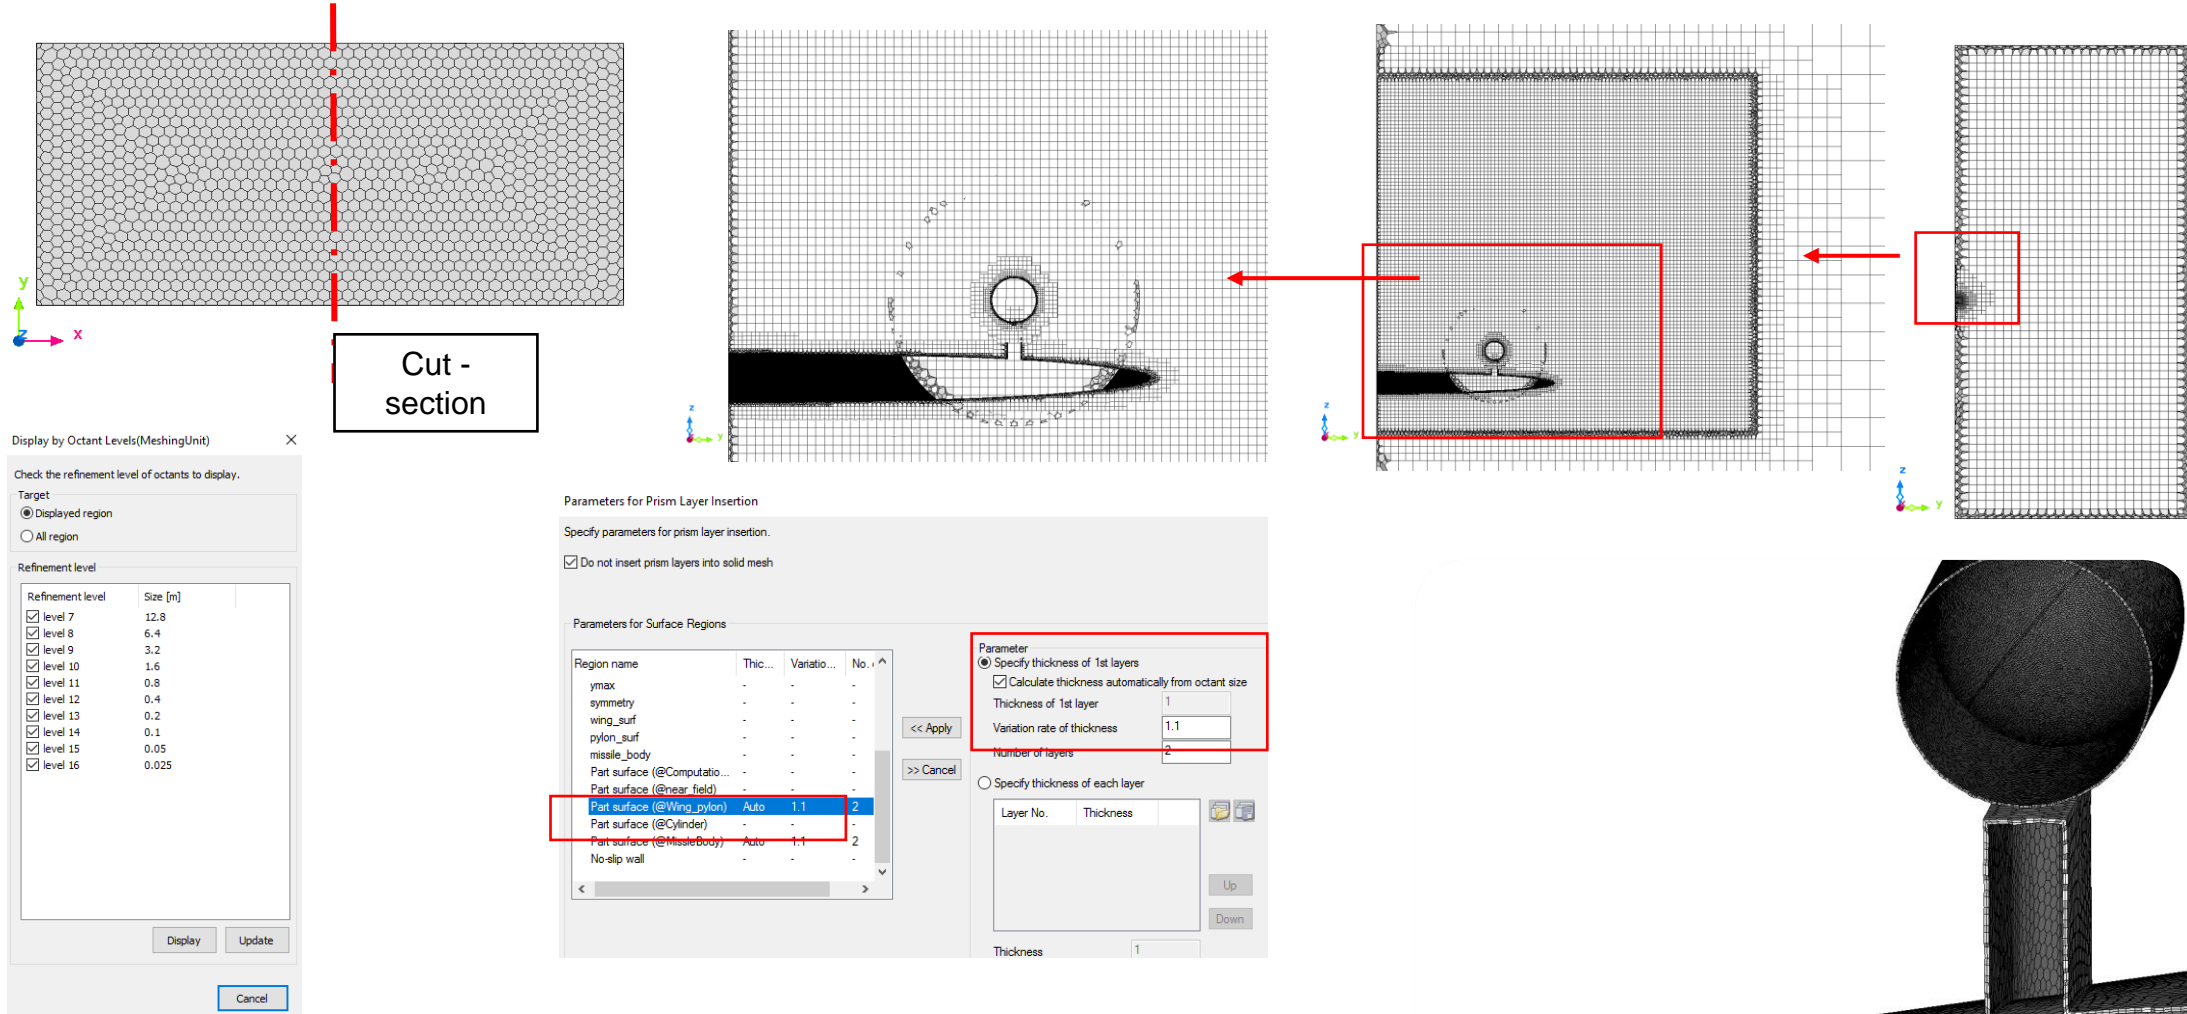 y
z
x
Cut -
section
z
y
z
y
z
y
Display by Octant Levels(MeshingUnit)
Check the refinement level of octants to display.
Target
Displayed region
All region
Refinement level
Refinement level Size [m]
level 7 12.8
level 8 6.4
level 9 3.2
level 10 1.6
level 11 0.8
level 12 0.4
level 13 0.2
level 14 0.1
level 15 0.05
level 16 0.025
Display Update
Cancel
Parameters for Prism Layer Insertion
Specify parameters for prism layer insertion.
Do not insert prism layers into solid mesh
Parameters for Surface Regions
Region name Thic... Variatio... No.
ymax - - -
symmetry - - -
wing_surf - - -
pylon_surf - - -
missile_body - - -
Part surface (@Computatio... - - -
Part surface (@near_field) - - -
Part surface (@Wing_pylon) Auto 1.1 2
Part surface (@Cylinder) - - -
Part surface (@MissleBody) Auto 1.1 2
No-slip wall - - -
<< Apply
>> Cancel
Parameter
Specify thickness of 1st layers
Calculate thickness automatically from octant size
Thickness of 1st layer 1
Variation rate of thickness 1.1
Number of layers 2
Specify thickness of each layer
Layer No. Thickness
Up
Down
Thickness 1